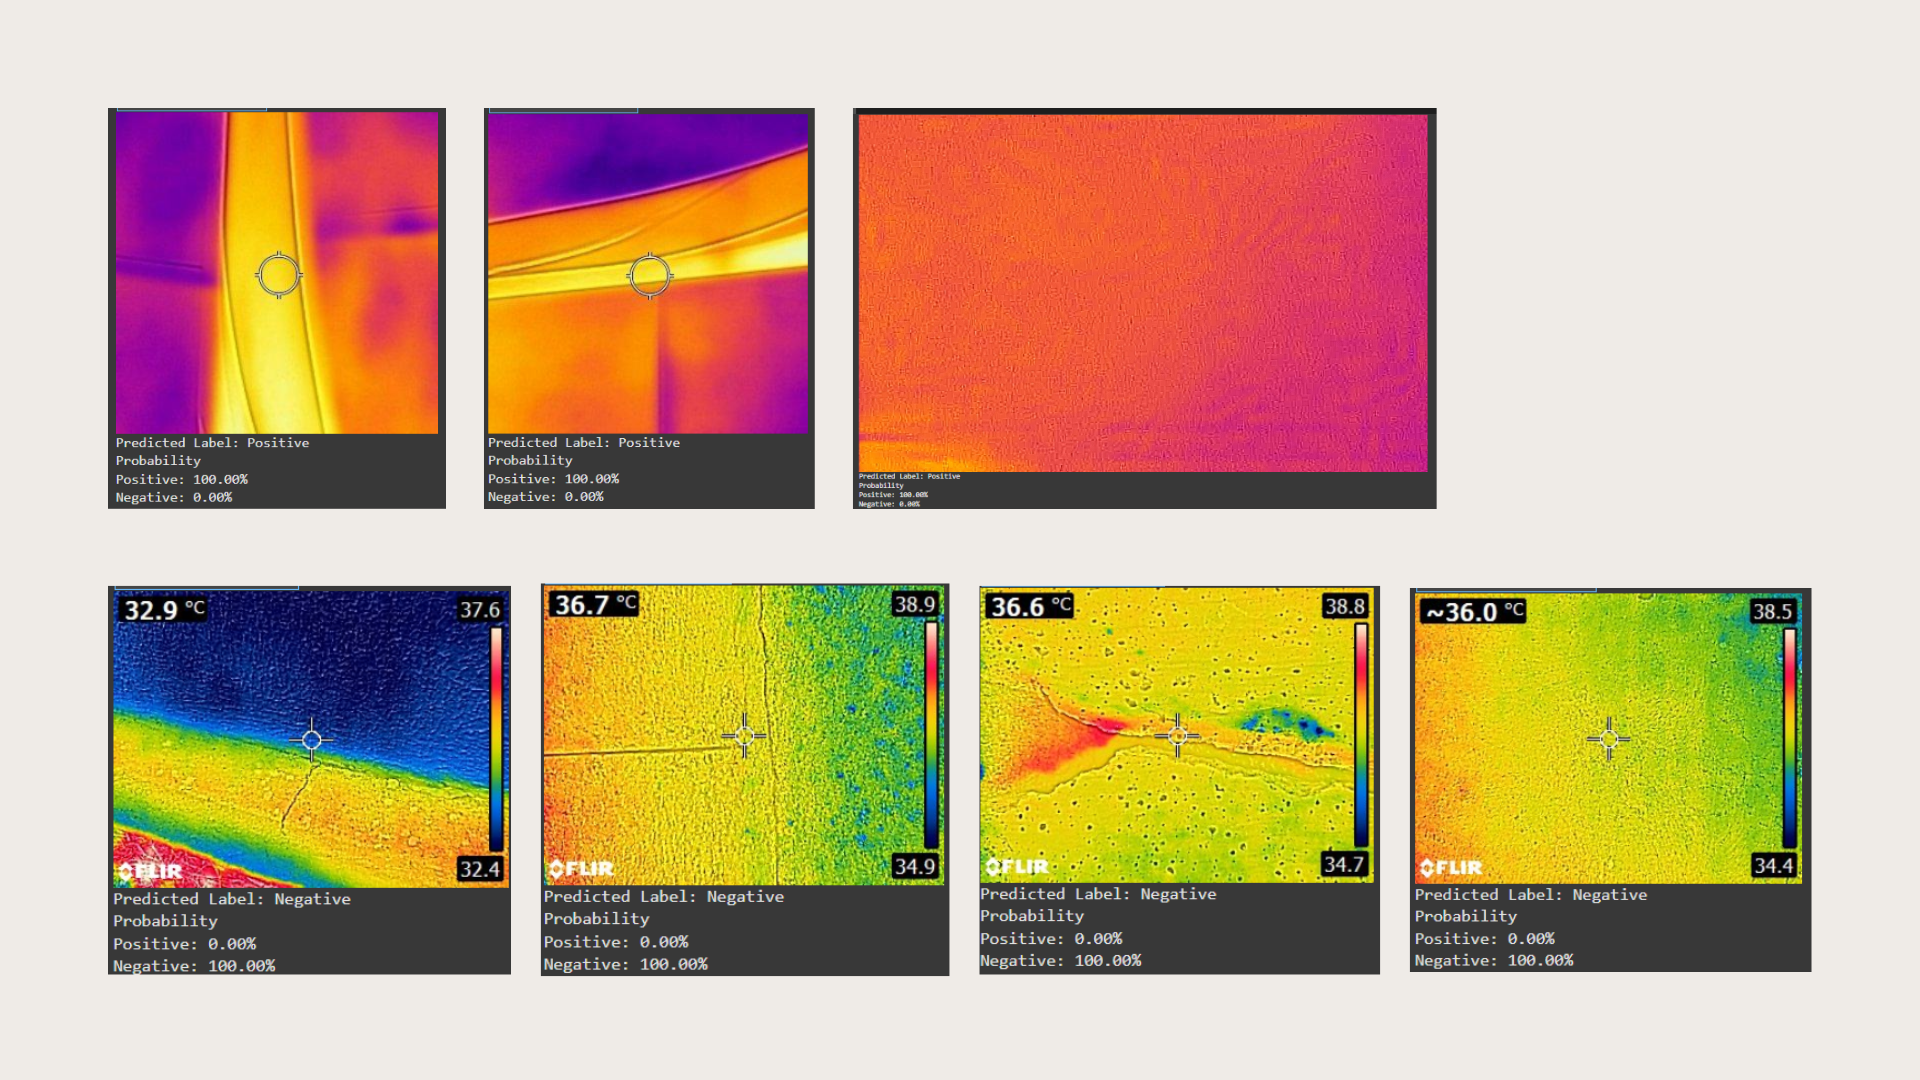 Predicted Label: Positive
Probability
Positive: 100.00%
Negative: 0.00%
Predicted Label: Positive
Probability
Positive: 100.00%
Negative: 0.00%
Predicted Label: Positive
Probability
Positive: 100.00%
Negative: 0.00%
32.9 °C
37.6
32.4
FLIR
Predicted Label: Negative
Probability
Positive: 0.00%
Negative: 100.00%
36.7 °C
38.9
34.9
FLIR
Predicted Label: Negative
Probability
Positive: 0.00%
Negative: 100.00%
36.6 °C
38.8
34.7
FLIR
Predicted Label: Negative
Probability
Positive: 0.00%
Negative: 100.00%
~36.0 °C
38.5
34.4
FLIR
Predicted Label: Negative
Probability
Positive: 0.00%
Negative: 100.00%